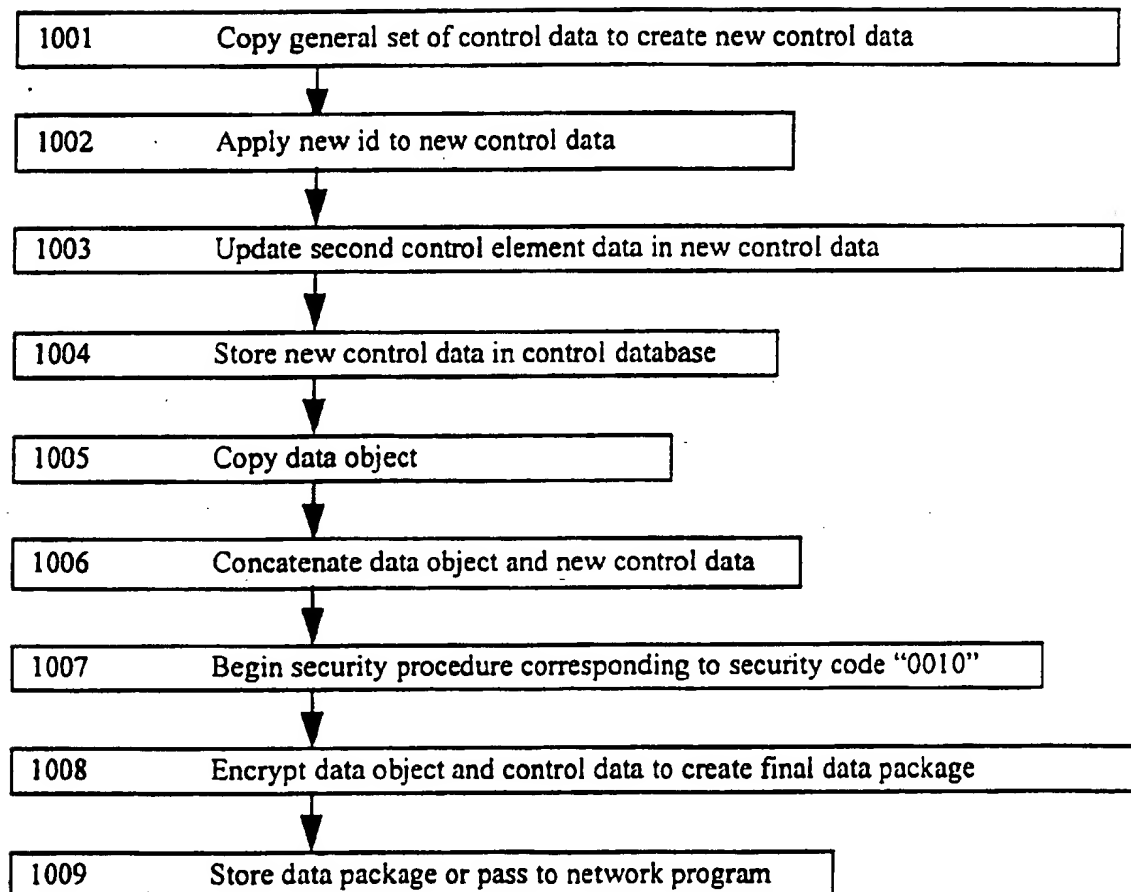 1001 Copy general set of control data to create new control data
1002 Apply new id to new control data
1003 Update second control element data in new control data
1004 Store new control data in control database
1005 Copy data object
1006 Concatenate data object and new control data
1007 Begin security procedure corresponding to security code “0010”
1008 Encrypt data object and control data to create final data package
1009 Store data package or pass to network program